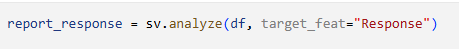 report_response = sv.analyze(df, target_feat="Response")